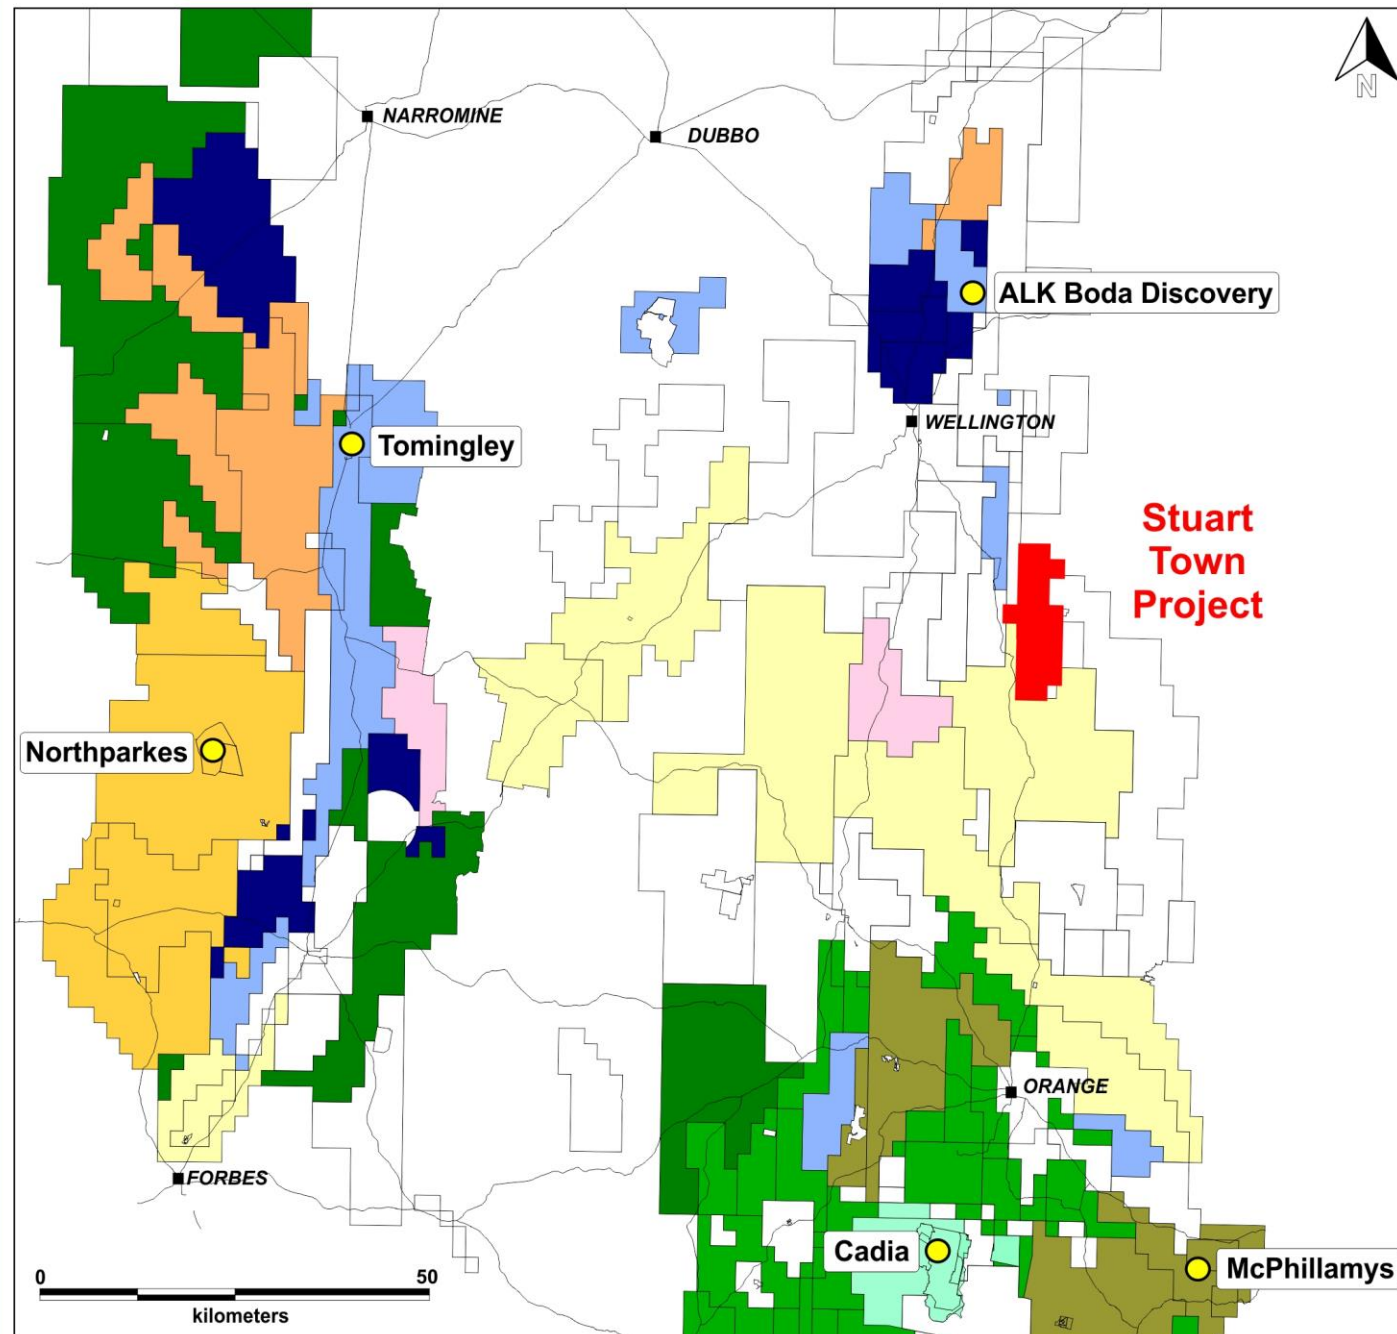 N
NARROMINE
DUBBO
ALK Boda Discovery
WELLINGTON
Tomingley
Stuart
Town
Project
Northparkes
ORANGE
FORBES
Cadia
McPhillamys
0 50
kilometers